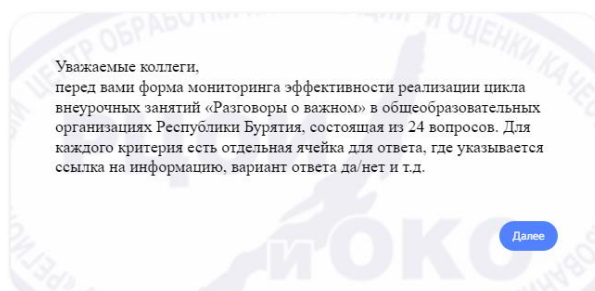 Уважаемые коллеги,
перед вами форма мониторинга эффективности реализации цикла
внеурочных занятий «Разговоры о важном» в общеобразовательных
организациях Республики Бурятия, состоящая из 24 вопросов. Для
каждого критерия есть отдельная ячейка для ответа, где указывается
ссылка на информацию, вариант ответа да/нет и т.д.
Далее
РЦОИ
и ОКО